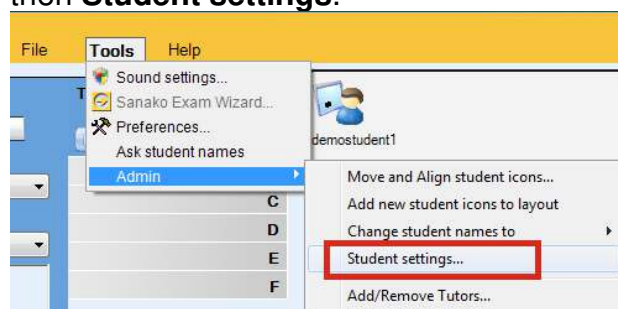 then Student settings.
File Tools Help
Sound settings...
Sanako Exam Wizard...
Preferences...
Ask student names
Admin
demostudent1
Move and Align student icons...
Add new student icons to layout
Change student names to
Student settings...
Add/Remove Tutors...
T
C
D
E
F